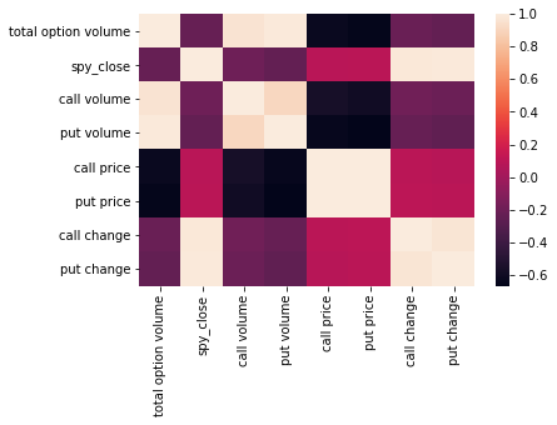 total option volume
spy_close
call volume
put volume
call price
put price
call change
put change
total option volume
spy_close
call volume
put volume
call price
put price
call change
put change
1.0
0.8
0.6
0.4
0.2
0.0
−0.2
−0.4
−0.6